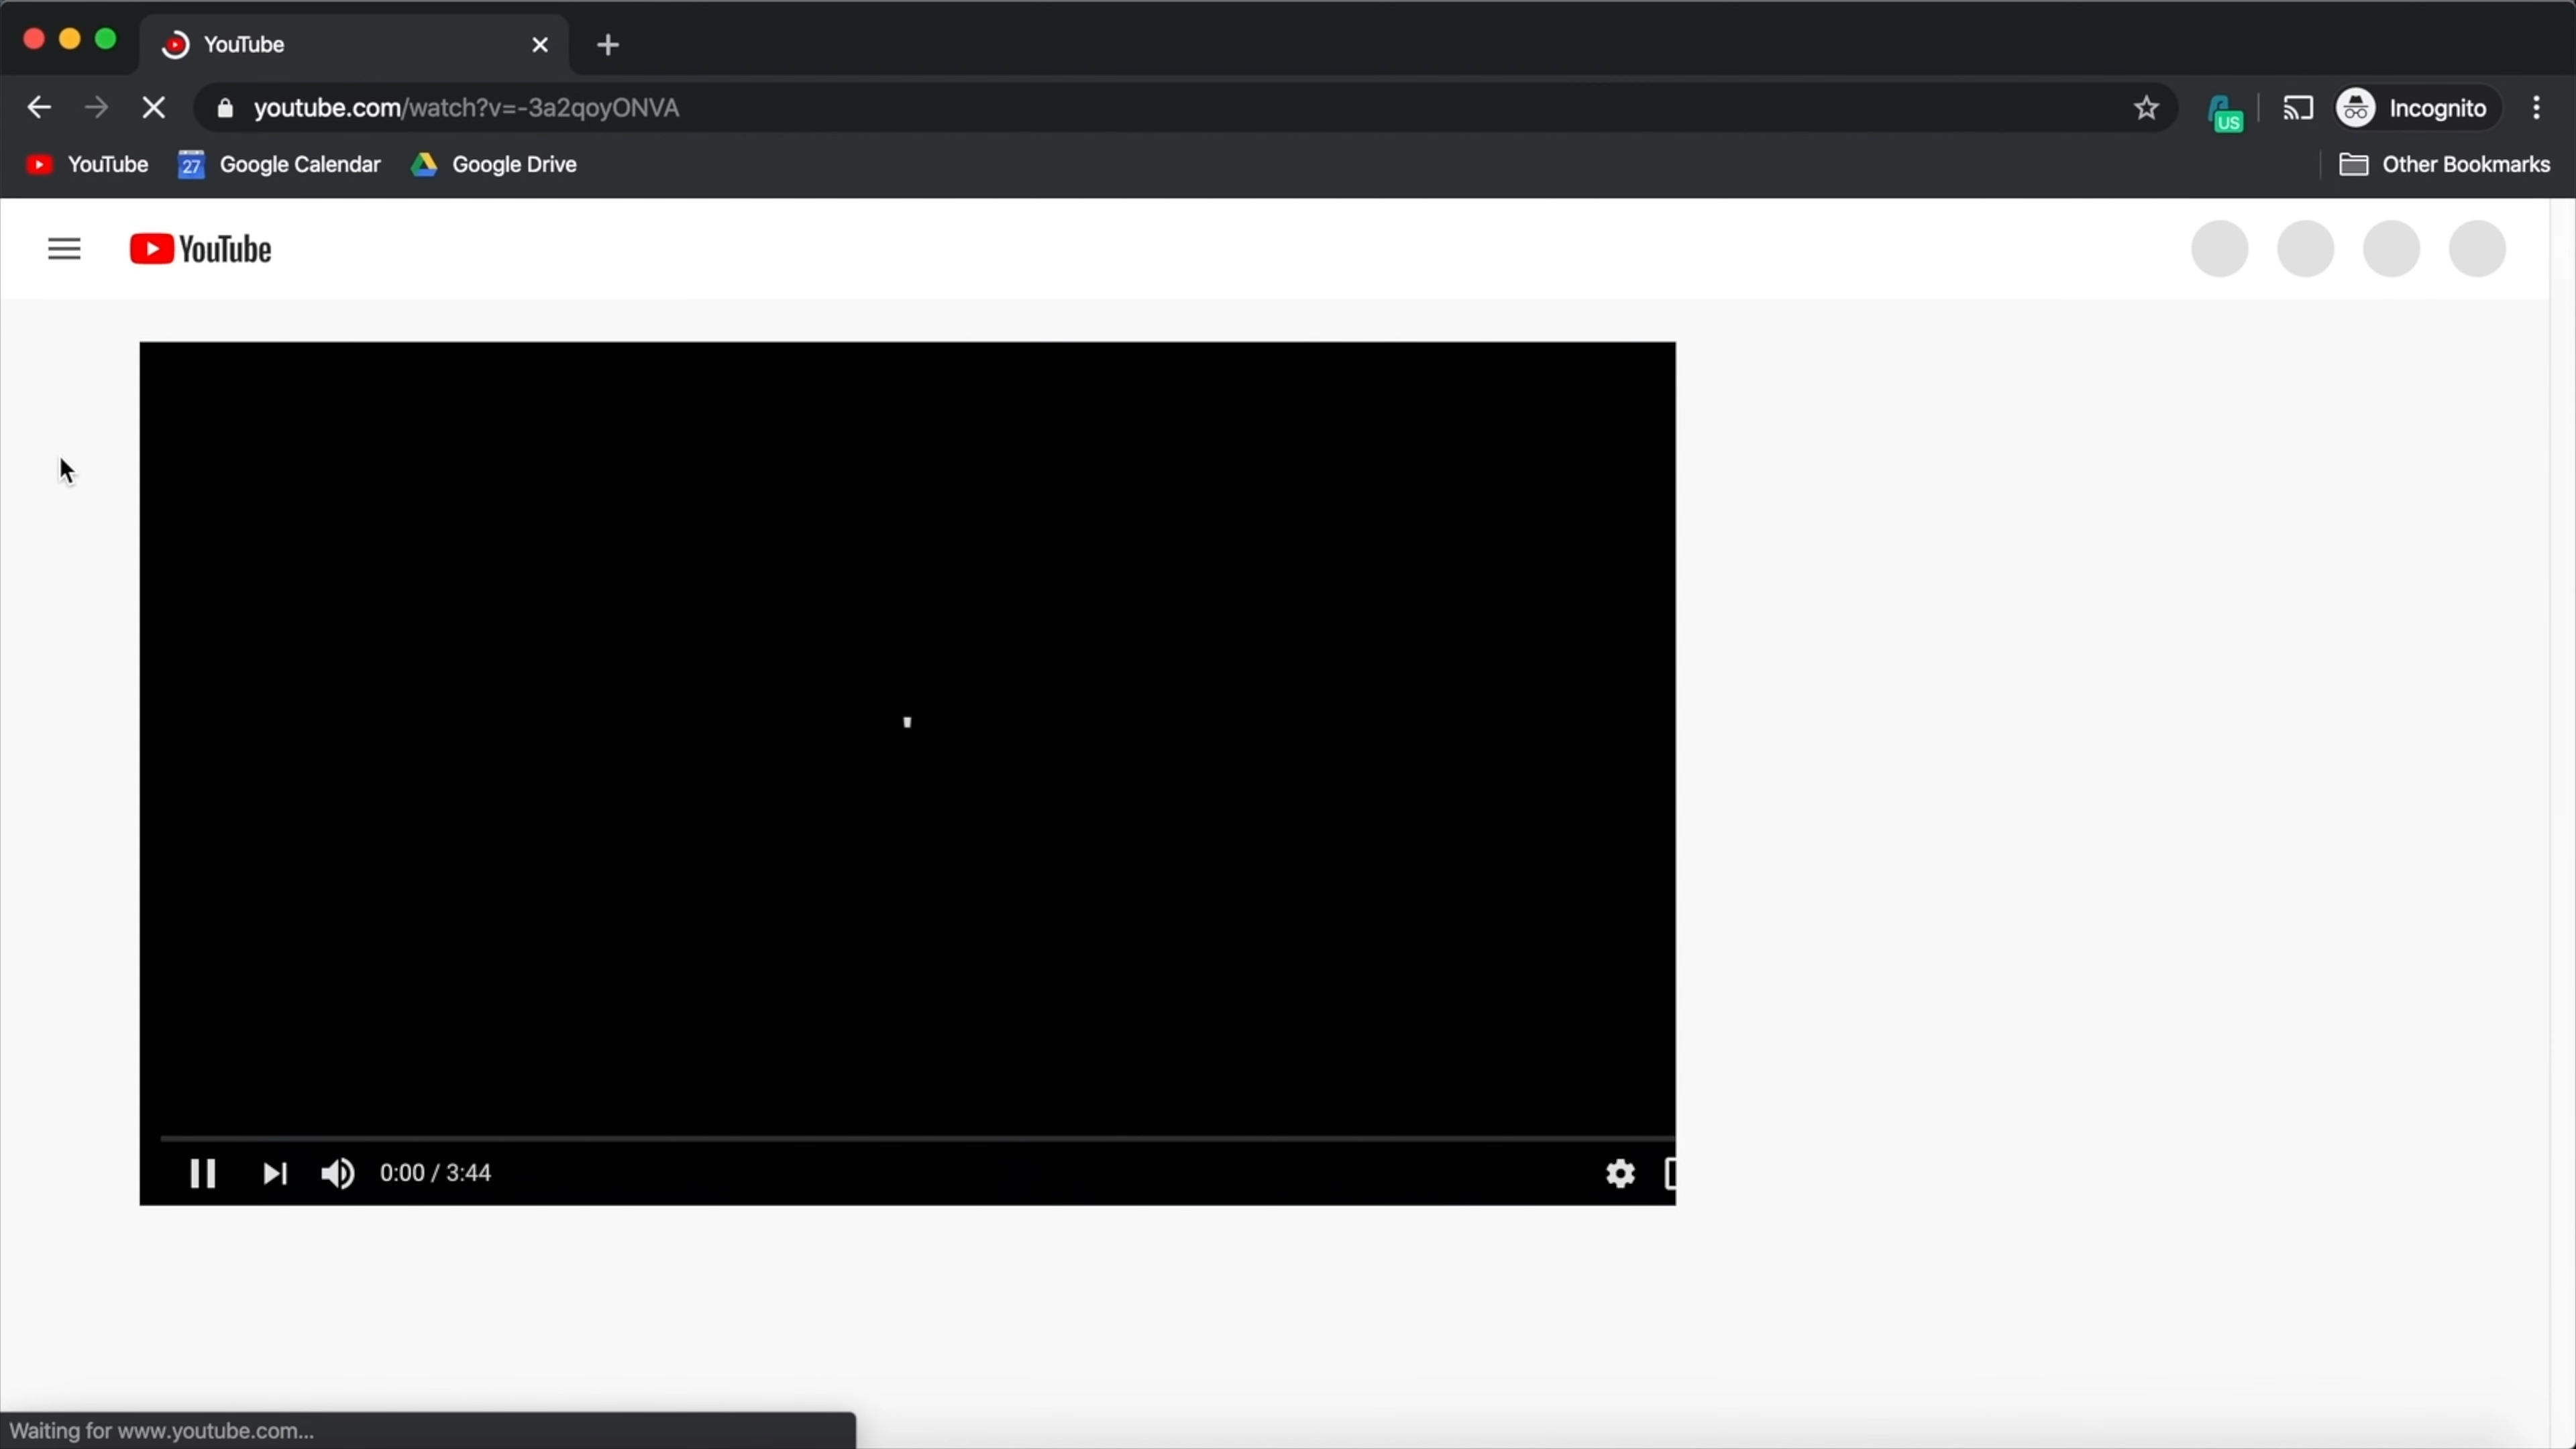 YouTube
youtube.com/watch?v=-3a2qoyONVA
US
Incognito
YouTube
27
Google Calendar
Google Drive
Other Bookmarks
YouTube
0:00 / 3:44
Waiting for www.youtube.com...